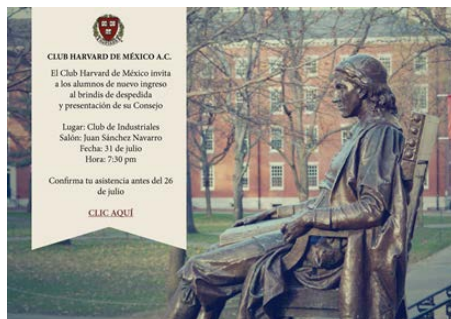 CLUB HARVARD DE MÉXICO A.C.
El Club Harvard de México invita
a los alumnos de nuevo ingreso
al brindis de despedida
y presentación de su Consejo
Lugar: Club de Industriales
Salón: Juan Sánchez Navarro
Fecha: 31 de julio
Hora: 7:30 pm
Confirma tu asistencia antes del 26
de julio
CLIC AQUÍ